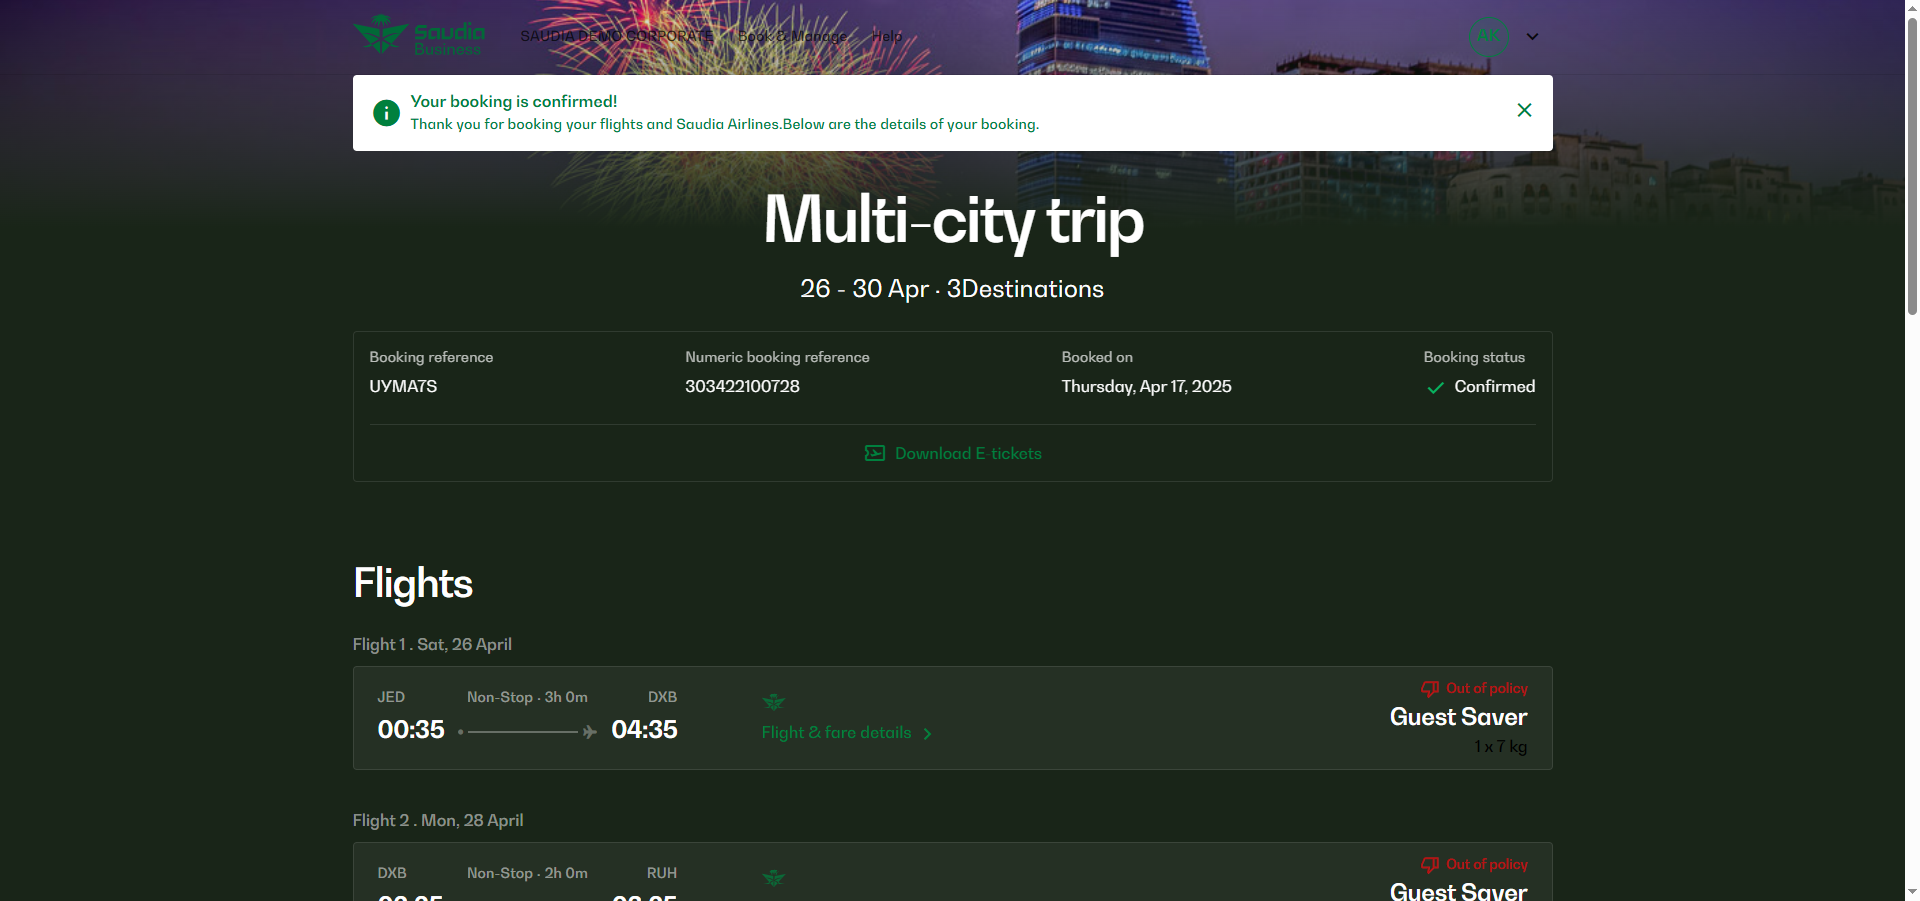 Saudia
Business
SAUDIA DEMO CORPORATE
Book & Manage
Help
AK
Your booking is confirmed!
Thank you for booking your flights and Saudia Airlines.Below are the details of your booking.
Multi-city trip
26 - 30 Apr · 3Destinations
Booking reference
UYMA7S
Numeric booking reference
303422100728
Booked on
Thursday, Apr 17, 2025
Booking status
Confirmed
Download E-tickets
Flights
Flight 1 . Sat, 26 April
JED
Non-Stop · 3h 0m
DXB
00:35
04:35
Flight & fare details
Out of policy
Guest Saver
1 x 7 kg
Flight 2 . Mon, 28 April
DXB
Non-Stop · 2h 0m
RUH
Out of policy
Guest Saver